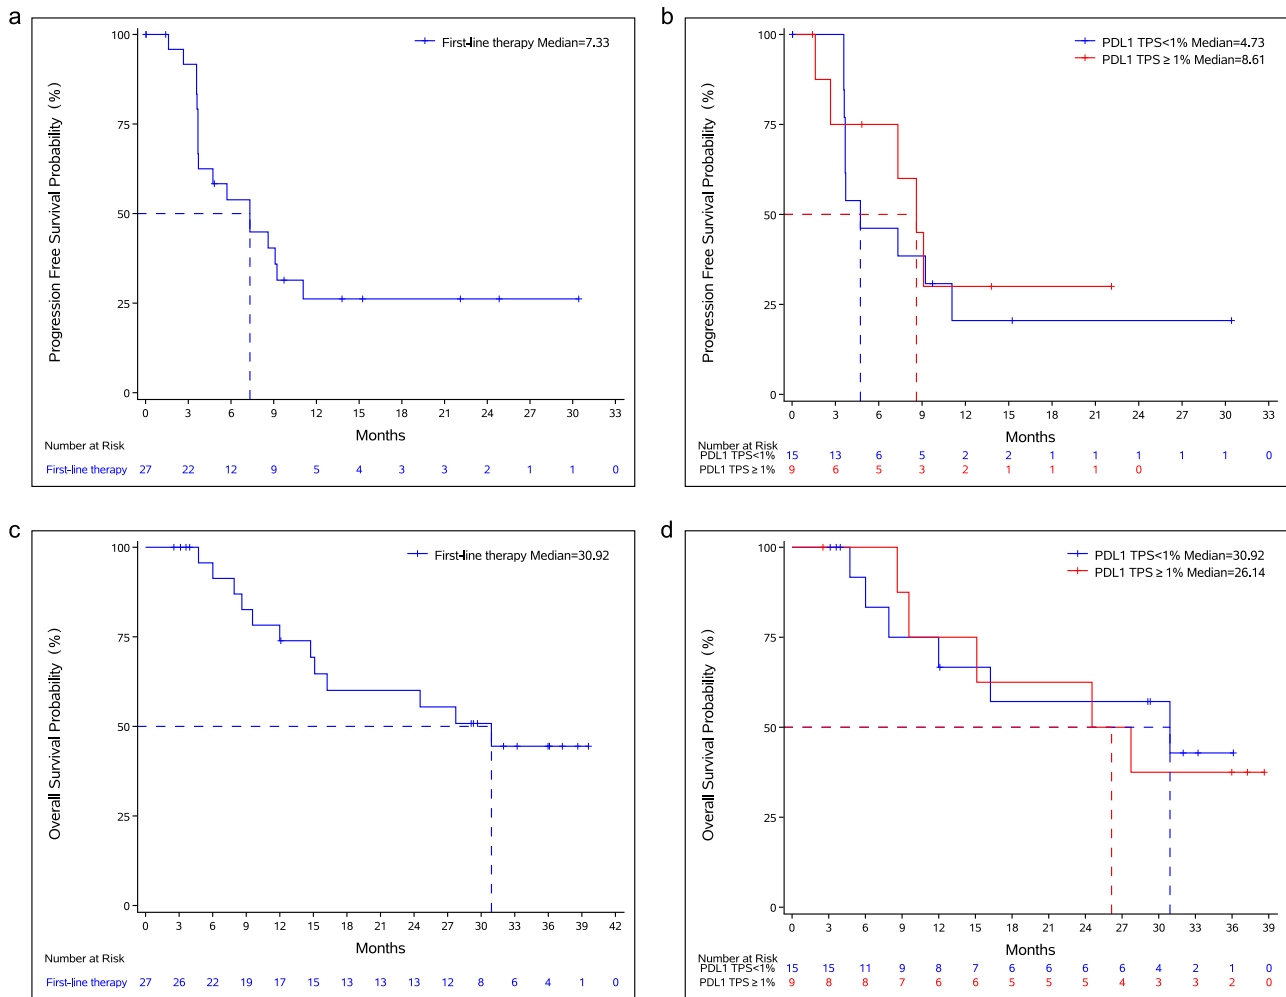 a
First-line therapy Median=7.33
Progression Free Survival Probability (%)
100
75
50
25
0
0 3 6 9 12 15 18 21 24 27 30 33
Months
Number at Risk
First-line therapy 27 22 12 9 5 4 3 3 2 1 1 0
b
PDL1 TPS<1% Median=4.73
PDL1 TPS ≥ 1% Median=8.61
Progression Free Survival Probability (%)
100
75
50
25
0
0 3 6 9 12 15 18 21 24 27 30 33
Months
Number at Risk
PDL1 TPS<1% 15 13 6 5 2 2 1 1 1 1 1 0
PDL1 TPS ≥ 1% 9 6 5 3 2 1 1 1 0
c
First-line therapy Median=30.92
Overall Survival Probability (%)
100
75
50
25
0
0 3 6 9 12 15 18 21 24 27 30 33 36 39 42
Months
Number at Risk
First-line therapy 27 26 22 19 17 15 13 13 13 12 8 6 4 1 0
d
PDL1 TPS<1% Median=30.92
PDL1 TPS ≥ 1% Median=26.14
Overall Survival Probability (%)
100
75
50
25
0
0 3 6 9 12 15 18 21 24 27 30 33 36 39
Months
Number at Risk
PDL1 TPS<1% 15 15 11 9 8 7 6 6 6 6 4 2 1 0
PDL1 TPS ≥ 1% 9 8 8 7 6 6 5 5 5 4 3 3 2 0